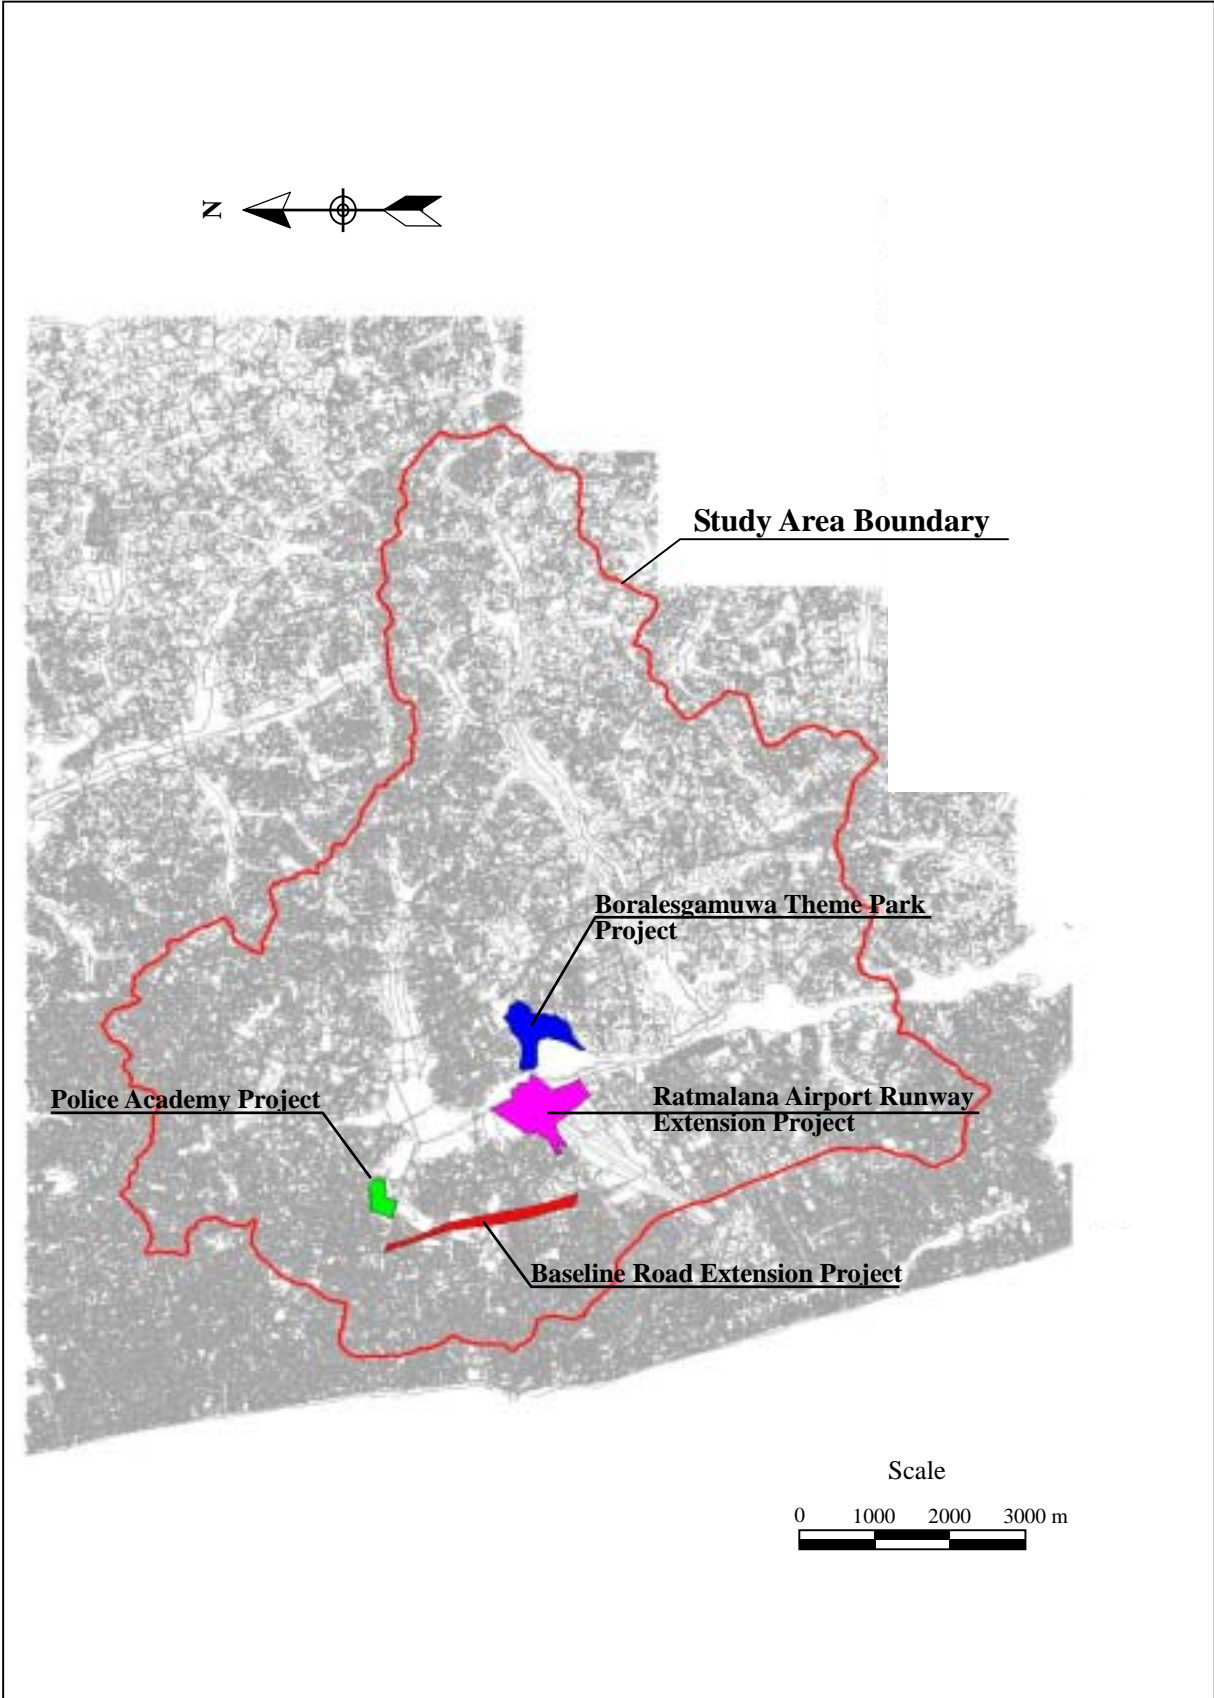 N
Study Area Boundary
Boralesgamuwa Theme Park
Project
Police Academy Project
Ratmalana Airport Runway
Extension Project
Baseline Road Extension Project
Scale
0 1000 2000 3000 m